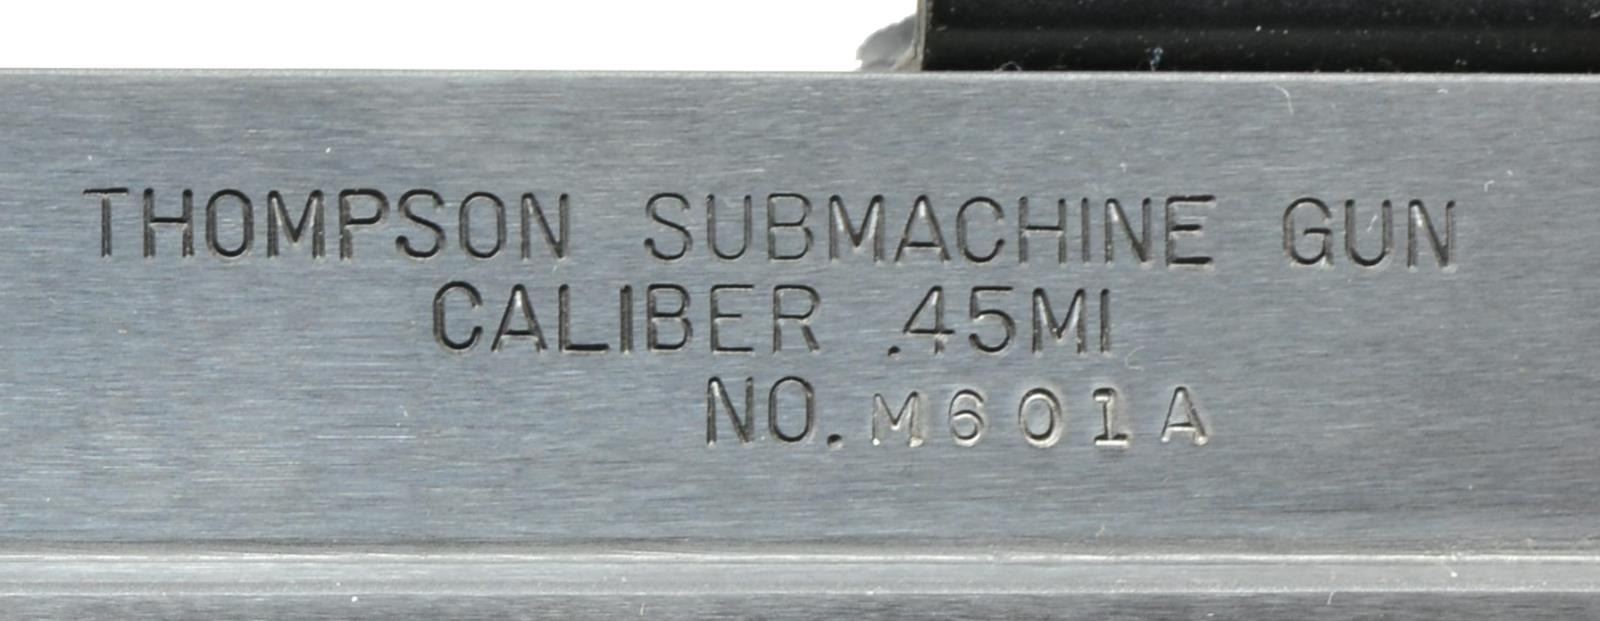 THOMPSON SUBMACHINE GUN
CALIBER .45MI
NO. M601A